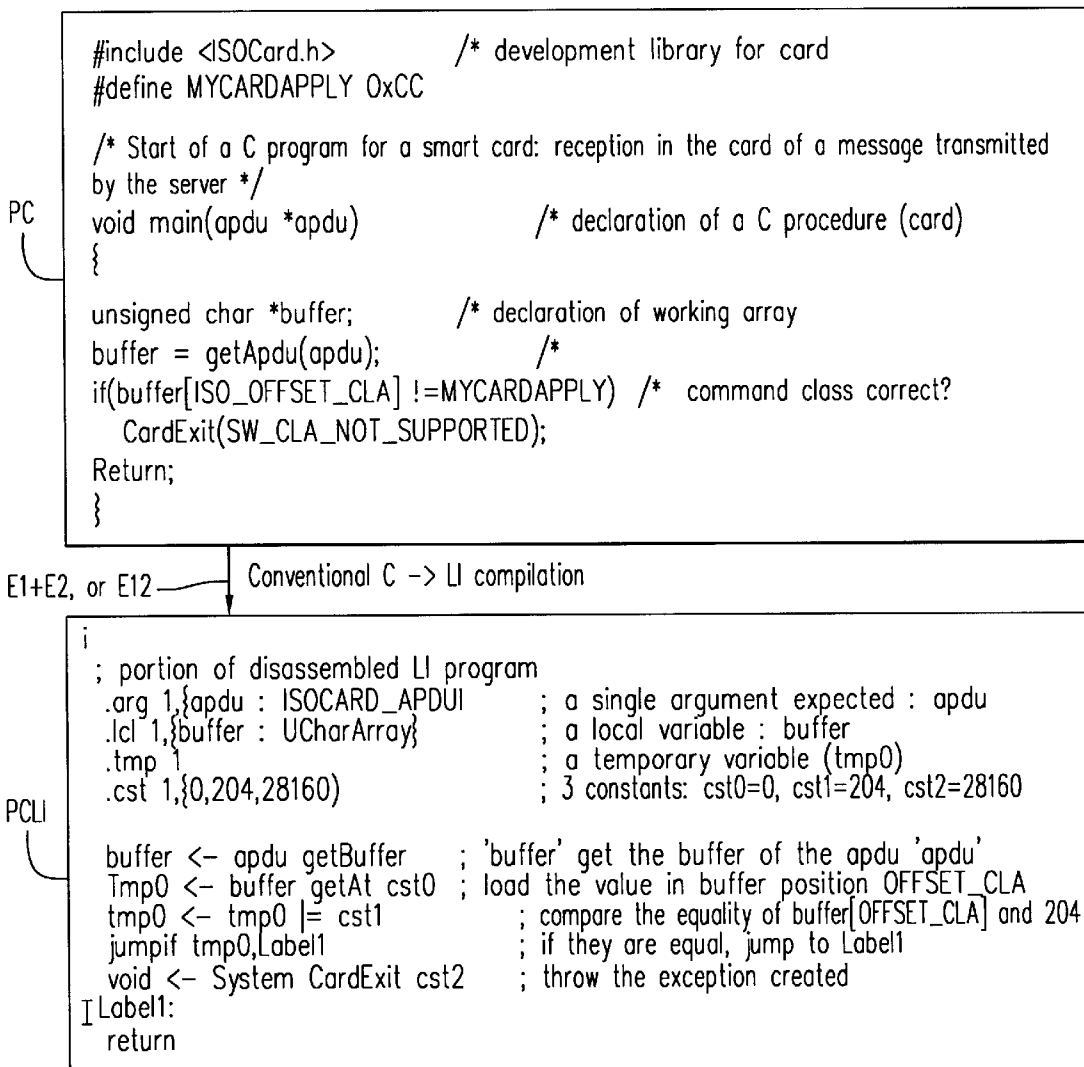 #include <ISOCard.h> /* development library for card
#define MYCARDAPPLY 0xCC
/* Start of a C program for a smart card: reception in the card of a message transmitted
by the server */
void main(apdu *apdu) /* declaration of a C procedure (card)
{
unsigned char *buffer; /* declaration of working array
buffer = getApdu(apdu); /*
if(buffer[ISO_OFFSET_CLA] !=MYCARDAPPLY) /* command class correct?
CardExit(SW_CLA_NOT_SUPPORTED);
Return;
}
PC
E1+E2, or E12
Conventional C -> LI compilation
PCLI
i
; portion of disassembled LI program
.arg 1,{apdu : ISOCARD_APDUI ; a single argument expected : apdu
.lcl 1,{buffer : UCharArray} ; a local variable : buffer
.tmp 1 ; a temporary variable (tmp0)
.cst 1,{0,204,28160) ; 3 constants: cst0=0, cst1=204, cst2=28160
buffer <- apdu getBuffer ; 'buffer' get the buffer of the apdu 'apdu'
Tmp0 <- buffer getAt cst0 ; load the value in buffer position OFFSET_CLA
tmp0 <- tmp0 |= cst1 ; compare the equality of buffer[OFFSET_CLA] and 204
jumpif tmp0,Label1 ; if they are equal, jump to Label1
void <- System CardExit cst2 ; throw the exception created
Label1:
return